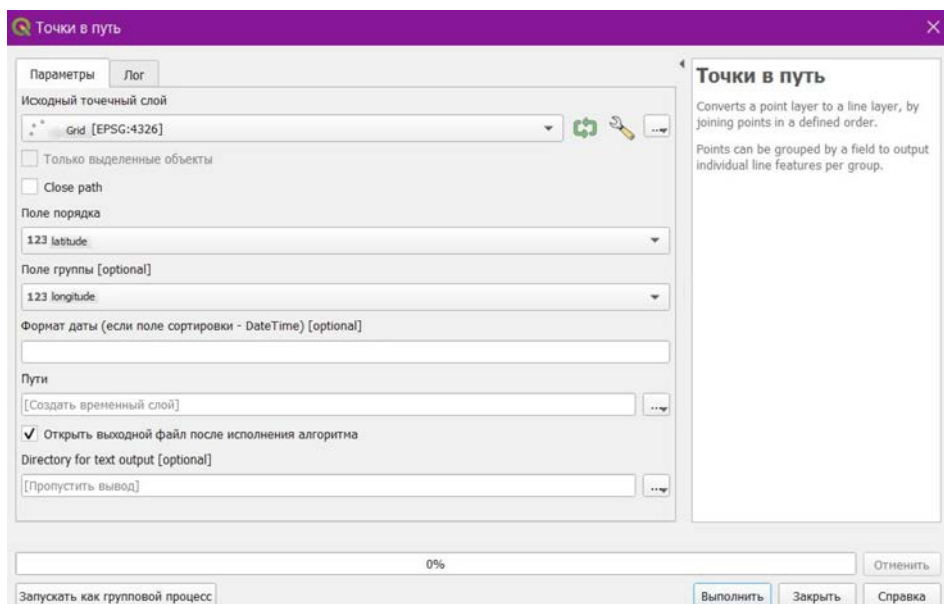 Точки в путь
Параметры
Лог
Исходный точечный слой
Grid [EPSG:4326]
Только выделенные объекты
Close path
Поле порядка
123 latitude
Поле группы [optional]
123 longitude
Формат даты (если поле сортировки - DateTime) [optional]
Пути
[Создать временный слой]
Открыть выходной файл после исполнения алгоритма
Directory for text output [optional]
[Пропустить вывод]
Точки в путь
Converts a point layer to a line layer, by
joining points in a defined order.
Points can be grouped by a field to output
individual line features per group.
0%
Отменить
Запускать как групповой процесс
Выполнить
Закрыть
Справка